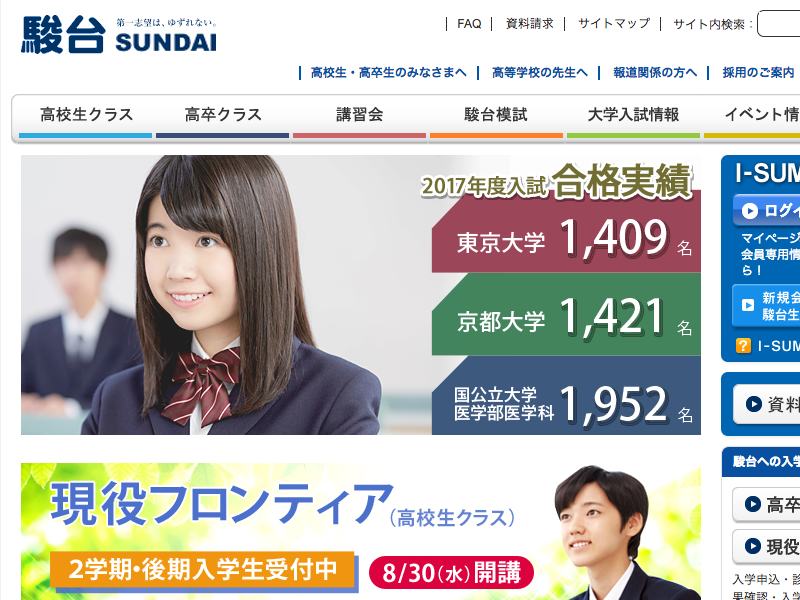 駿台
第一志望は、ゆずれない。
SUNDAI
FAQ
資料請求
サイトマップ
サイト内検索：
高校生・高卒生のみなさまへ
高等学校の先生へ
報道関係の方へ
採用のご案内
高校生クラス
高卒クラス
講習会
駿台模試
大学入試情報
イベント情
2017年度入試 合格実績
東京大学 1,409 名
京都大学 1,421 名
国公立大学
医学部医学科 1,952 名
I-SUM
ログイ
マイページ
会員専用情
ら！
新規会
駿台生
? I-SUM
資料
駿台への入学
高卒
現役
入学申込・診
果確認・入学
現役フロンティア（高校生クラス）
2学期・後期入学生受付中
8/30（水）開講